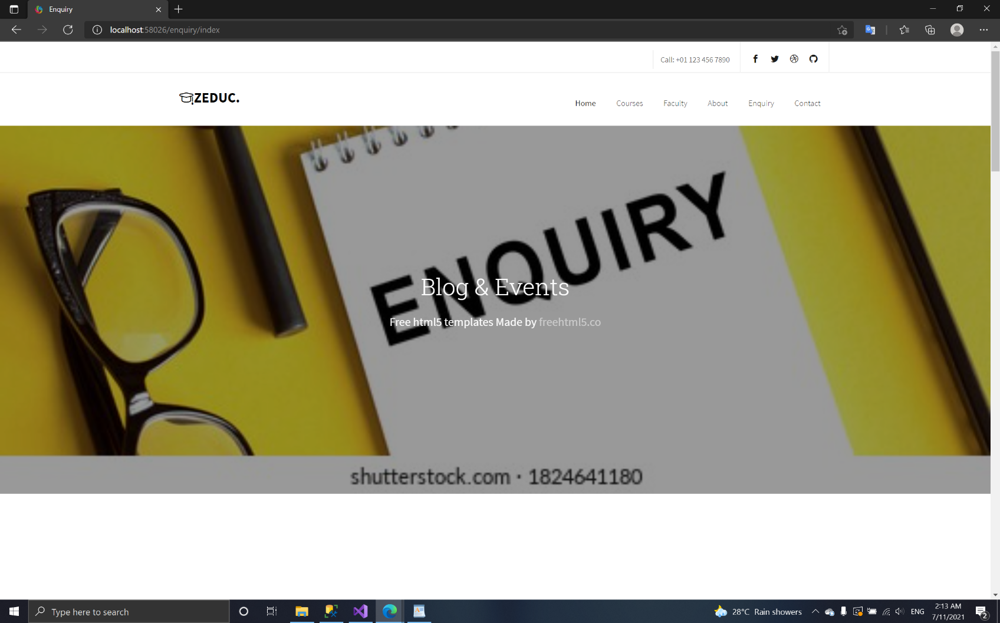 Enquiry
localhost:58026/enquiry/index
Call: +01 123 456 7890
ZEDUC.
Home Courses Faculty About Enquiry Contact
ENQUIRY
Blog & Events
Free html5 templates Made by freehtml5.co
shutterstock.com · 1824641180
Type here to search
28°C Rain showers
ENG
2:13 AM
7/11/2021
2